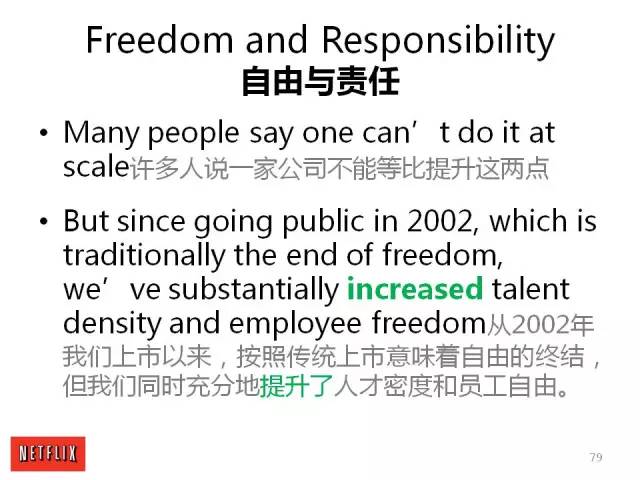 Freedom and Responsibility
自由与责任
• Many people say one can’t do it at
scale许多人说一家公司不能等比提升这两点
• But since going public in 2002, which is
traditionally the end of freedom,
we’ve substantially increased talent
density and employee freedom从2002年
我们上市以来，按照传统上市意味着自由的终结，
但我们同时充分地提升了人才密度和员工自由。
NETFLIX
79